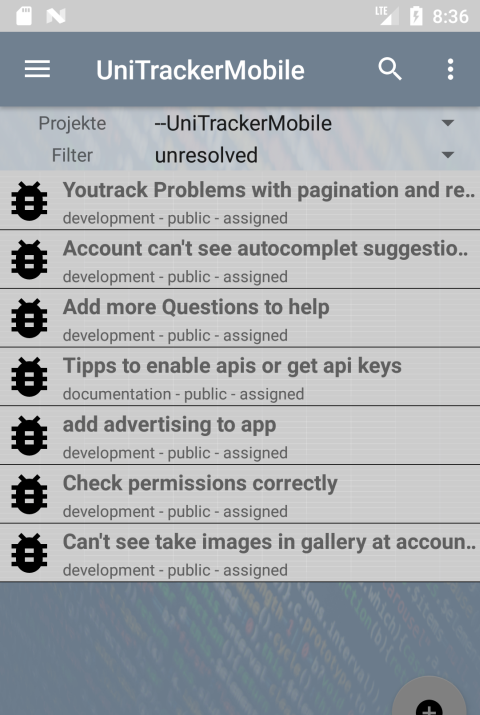 LTE 8:36
UniTrackerMobile
Projekte --UniTrackerMobile
Filter unresolved
Youtrack Problems with pagination and re..
development - public - assigned
Account can't see autocomplet suggestio..
development - public - assigned
Add more Questions to help
development - public - assigned
Tipps to enable apis or get api keys
documentation - public - assigned
add advertising to app
development - public - assigned
Check permissions correctly
development - public - assigned
Can't see take images in gallery at accoun..
development - public - assigned